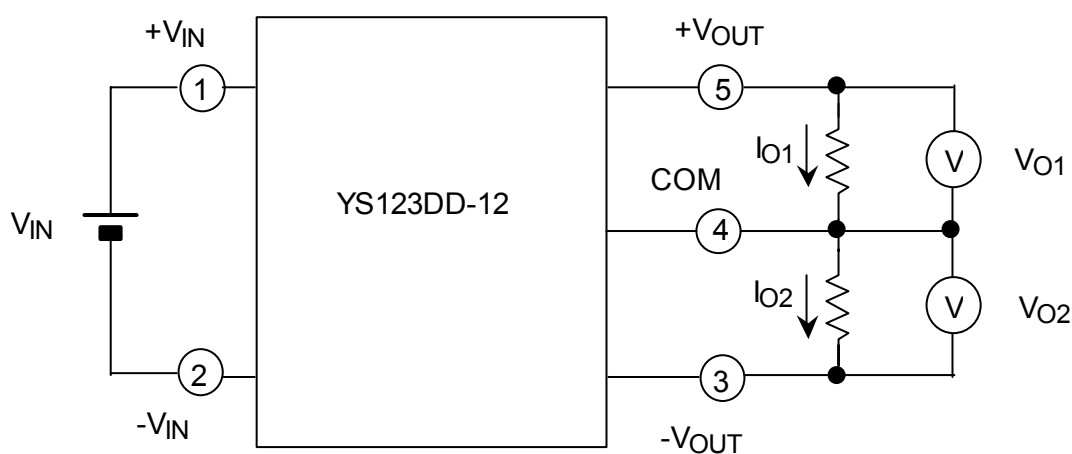 +VIN
+VOUT
1
5
IO1
V
VO1
COM
YS123DD-12
VIN
4
IO2
V
VO2
2
3
-VIN
-VOUT